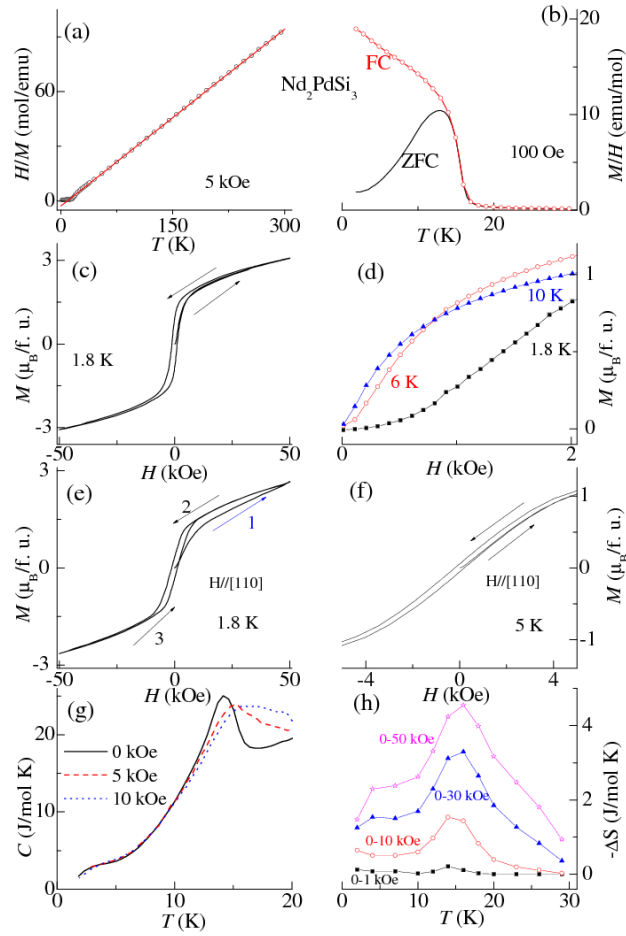 (a)
H/M (mol/emu)
60
0
5 kOe
0 150 300
T (K)
Nd2PdSi3
(b)
FC
ZFC
100 Oe
20
10
0
M/H (emu/mol)
0 20 40
T (K)
(c)
M (μB/f. u.)
3
0
-3
1.8 K
-50 0 50
H (kOe)
(d)
10 K
1.8 K
6 K
1
0
M (μB/f. u.)
0 2
H (kOe)
(e)
M (μB/f. u.)
3
0
-3
2
1
H//[110]
1.8 K
3
-50 0 50
H (kOe)
(f)
H//[110]
5 K
1
0
-1
M (μB/f. u.)
-4 0 4
H (kOe)
(g)
C (J/mol K)
20
10
0
0 kOe
5 kOe
10 kOe
0 10 20
T (K)
(h)
0-50 kOe
0-30 kOe
0-10 kOe
0-1 kOe
4
2
0
-ΔS (J/mol K)
0 10 20 30
T (K)